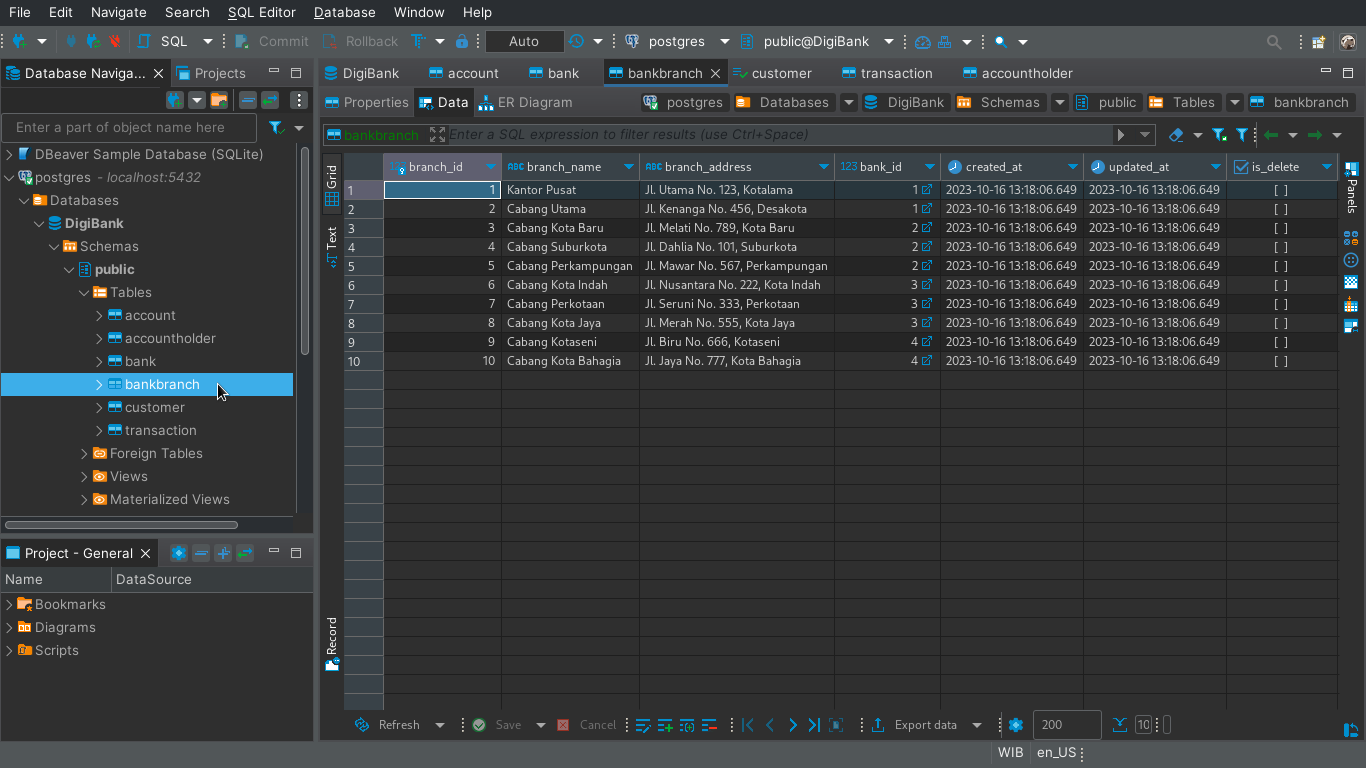 File Edit Navigate Search SQL Editor Database Window Help
SQL Commit Rollback Auto postgres public@DigiBank
Database Naviga... Projects
Enter a part of object name here
DBeaver Sample Database (SQLite)
postgres - localhost:5432
Databases
DigiBank
Schemas
public
Tables
account
accountholder
bank
bankbranch
customer
transaction
Foreign Tables
Views
Materialized Views
Project - General
Name DataSource
Bookmarks
Diagrams
Scripts
DigiBank account bank bankbranch customer transaction accountholder
Properties Data ER Diagram postgres Databases DigiBank Schemas public Tables bankbranch
bankbranch Enter a SQL expression to filter results (use Ctrl+Space)
Grid
Text
Record
Panels
123 branch_id ABC branch_name ABC branch_address 123 bank_id created_at updated_at is_delete
1 1 Kantor Pusat Jl. Utama No. 123, Kotalama 1 2023-10-16 13:18:06.649 2023-10-16 13:18:06.649 [ ]
2 2 Cabang Utama Jl. Kenanga No. 456, Desakota 1 2023-10-16 13:18:06.649 2023-10-16 13:18:06.649 [ ]
3 3 Cabang Kota Baru Jl. Melati No. 789, Kota Baru 2 2023-10-16 13:18:06.649 2023-10-16 13:18:06.649 [ ]
4 4 Cabang Suburkota Jl. Dahlia No. 101, Suburkota 2 2023-10-16 13:18:06.649 2023-10-16 13:18:06.649 [ ]
5 5 Cabang Perkampungan Jl. Mawar No. 567, Perkampungan 2 2023-10-16 13:18:06.649 2023-10-16 13:18:06.649 [ ]
6 6 Cabang Kota Indah Jl. Nusantara No. 222, Kota Indah 3 2023-10-16 13:18:06.649 2023-10-16 13:18:06.649 [ ]
7 7 Cabang Perkotaan Jl. Seruni No. 333, Perkotaan 3 2023-10-16 13:18:06.649 2023-10-16 13:18:06.649 [ ]
8 8 Cabang Kota Jaya Jl. Merah No. 555, Kota Jaya 3 2023-10-16 13:18:06.649 2023-10-16 13:18:06.649 [ ]
9 9 Cabang Kotaseni Jl. Biru No. 666, Kotaseni 4 2023-10-16 13:18:06.649 2023-10-16 13:18:06.649 [ ]
10 10 Cabang Kota Bahagia Jl. Jaya No. 777, Kota Bahagia 4 2023-10-16 13:18:06.649 2023-10-16 13:18:06.649 [ ]
Refresh Save Cancel Export data 200 10
WIB en_US